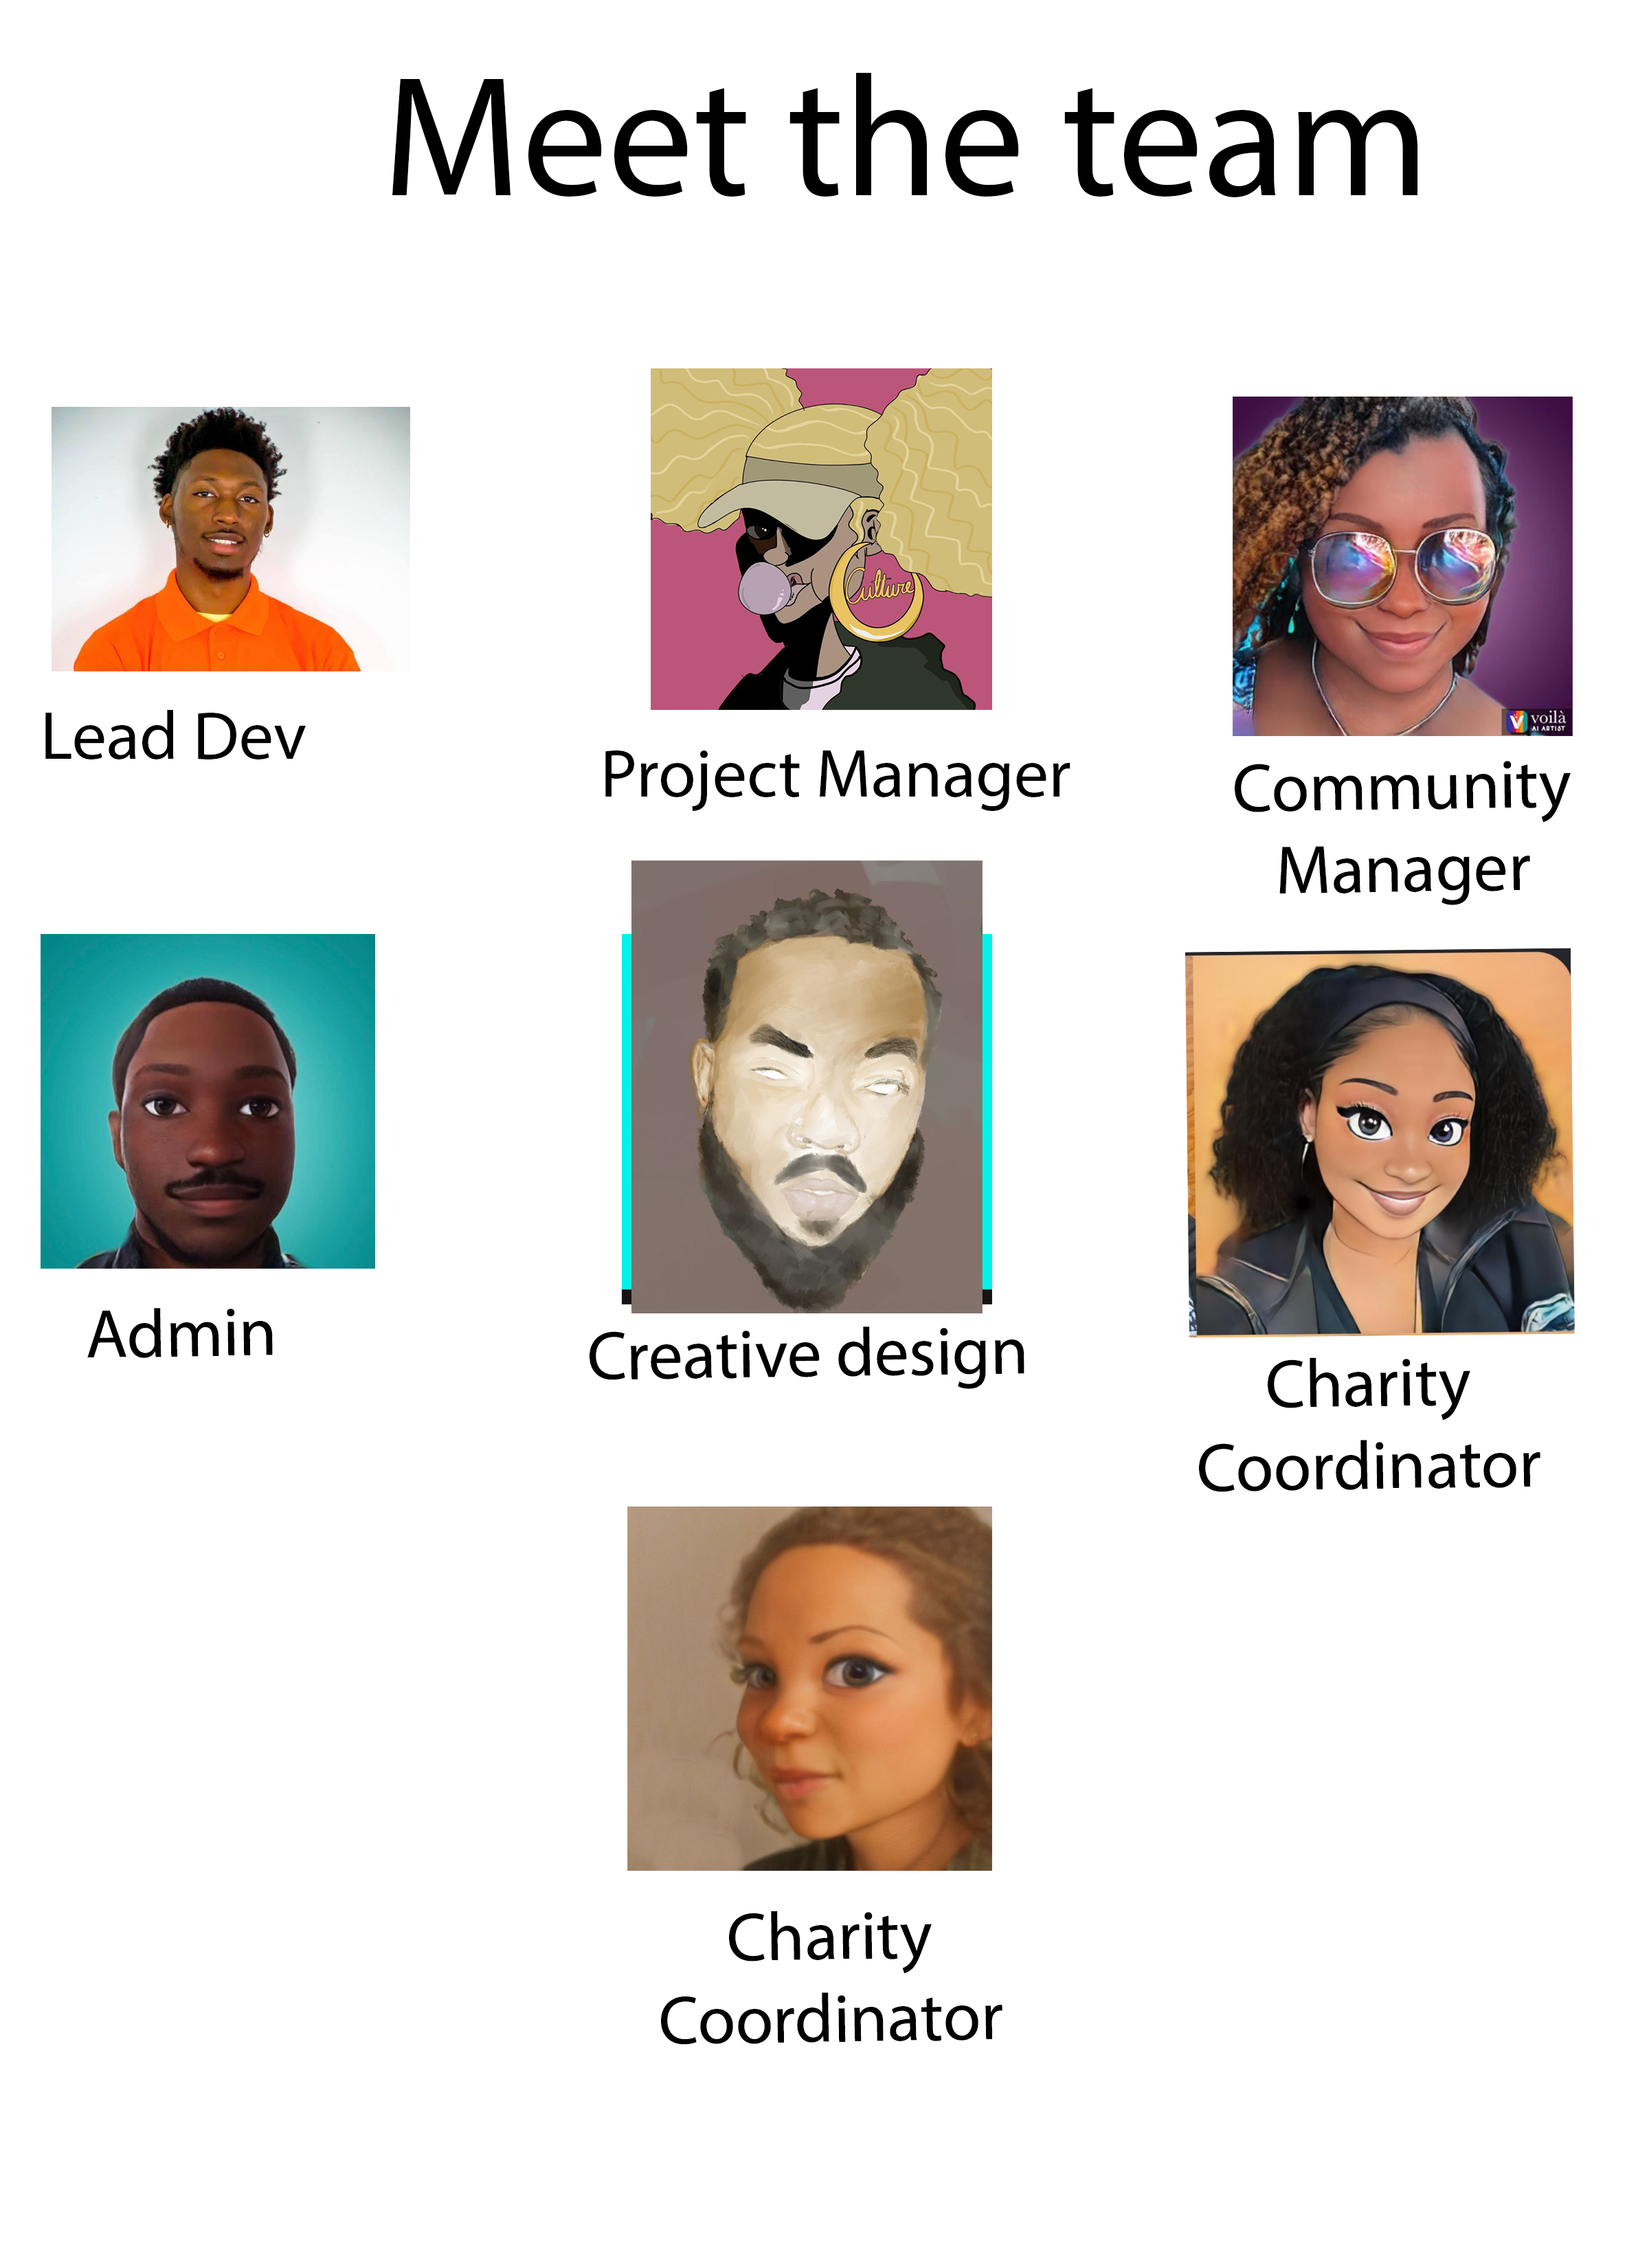 Meet the team
Culture
voilà
AI ARTIST
Lead Dev
Project Manager
Community
Manager
Admin
Creative design
Charity
Coordinator
Charity
Coordinator